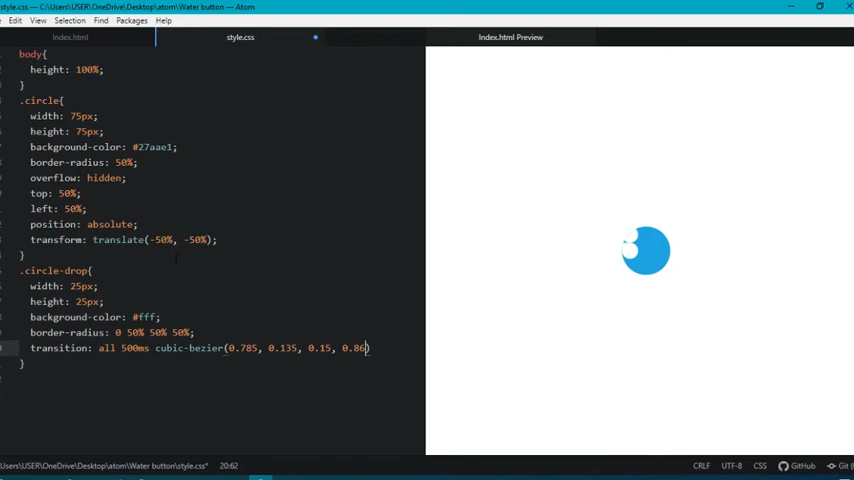 style.css - C:\Users\USER\OneDrive\Desktop\atom\Water button — Atom
Edit View Selection Find Packages Help
Index.html style.css Index.html Preview
body{
height: 100%;
}
.circle{
width: 75px;
height: 75px;
background-color: #27aae1;
border-radius: 50%;
overflow: hidden;
top: 50%;
left: 50%;
position: absolute;
transform: translate(-50%, -50%);
}
.circle-drop{
width: 25px;
height: 25px;
background-color: #fff;
border-radius: 0 50% 50% 50%;
transition: all 500ms cubic-bezier(0.785, 0.135, 0.15, 0.86)
}
Users\USER\OneDrive\Desktop\atom\Water button\style.css* 20:62 CRLF UTF-8 CSS GitHub Git (